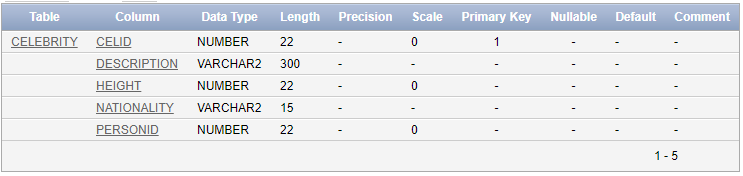 Table Column Data Type Length Precision Scale Primary Key Nullable Default Comment
CELEBRITY CELID NUMBER 22 - 0 1 - - -
DESCRIPTION VARCHAR2 300 - - - - - -
HEIGHT NUMBER 22 - 0 - - - -
NATIONALITY VARCHAR2 15 - - - - - -
PERSONID NUMBER 22 - 0 - - - -
1 - 5